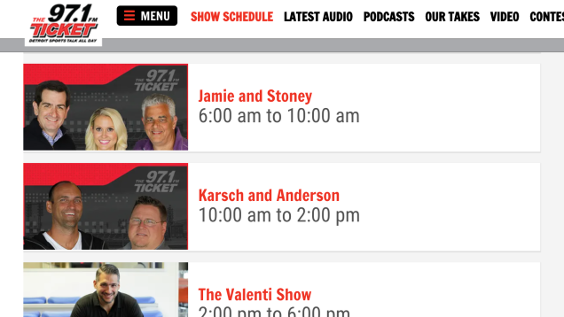 THE 97.1 FM
TICKET
DETROIT SPORTS TALK ALL DAY
MENU
SHOW SCHEDULE
LATEST AUDIO
PODCASTS
OUR TAKES
VIDEO
CONTES
THE 97.1 FM
TICKET
Jamie and Stoney
6:00 am to 10:00 am
THE 97.1 FM
TICKET
Karsch and Anderson
10:00 am to 2:00 pm
The Valenti Show
2:00 pm to 6:00 pm